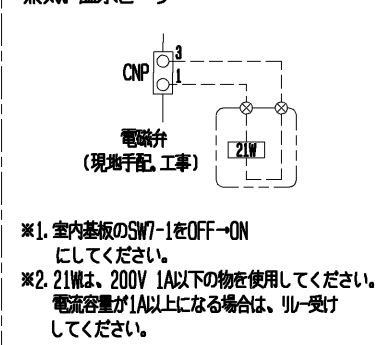 3
CNP
1
電磁弁
(現地手配、工事)
21W
※1. 室内基板のSW7-1をOFF→ON
にしてください。
※2. 21Wは、200V 1A以下の物を使用してください。
電流容量が1A以上になる場合は、リレー受け
してください。